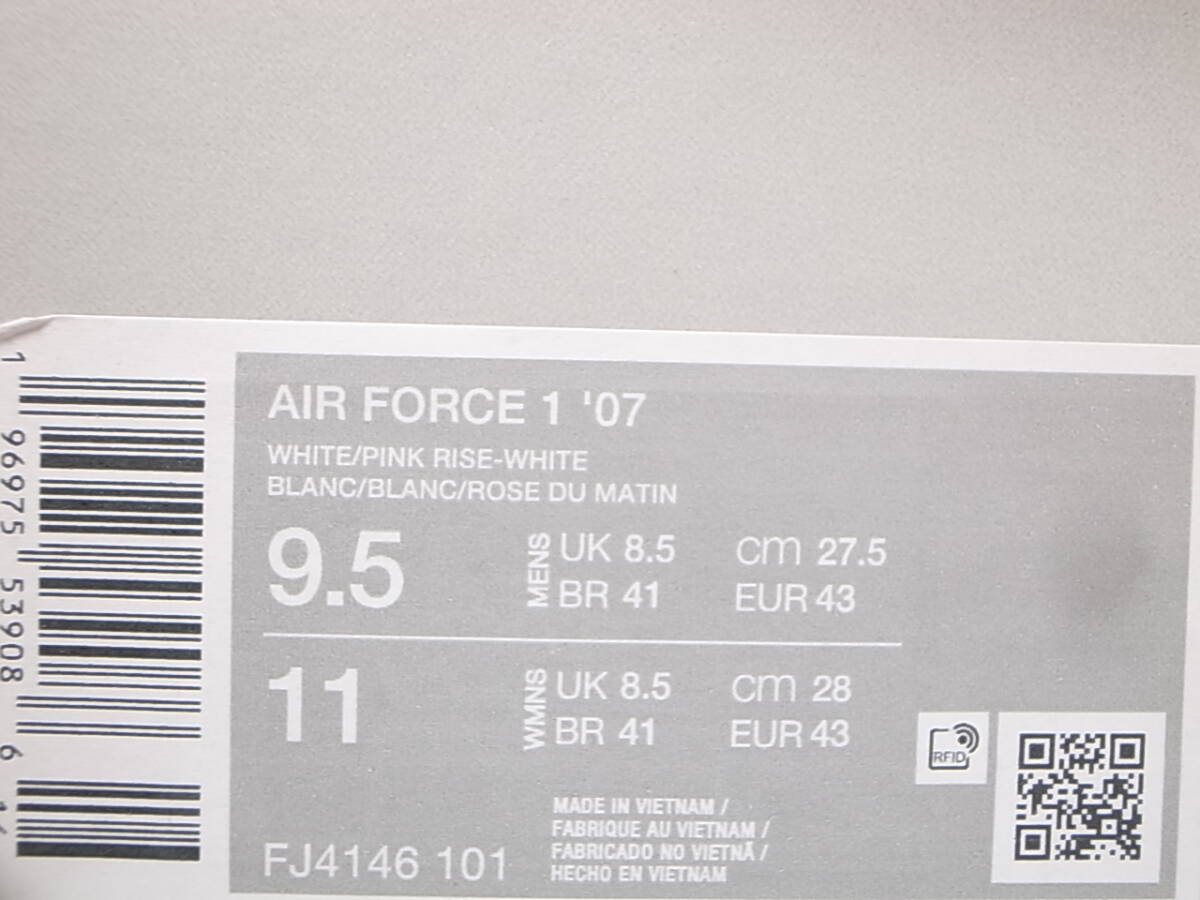 AIR FORCE 1 '07
WHITE/PINK RISE-WHITE
BLANC/BLANC/ROSE DU MATIN
9.5 MENS UK 8.5 cm 27.5
BR 41 EUR 43
11 WMNS UK 8.5 cm 28
BR 41 EUR 43
RFID
MADE IN VIETNAM /
FABRIQUE AU VIETNAM /
FABRICADO NO VIETNÃ /
HECHO EN VIETNAM
FJ4146 101
1 96975 53908 6